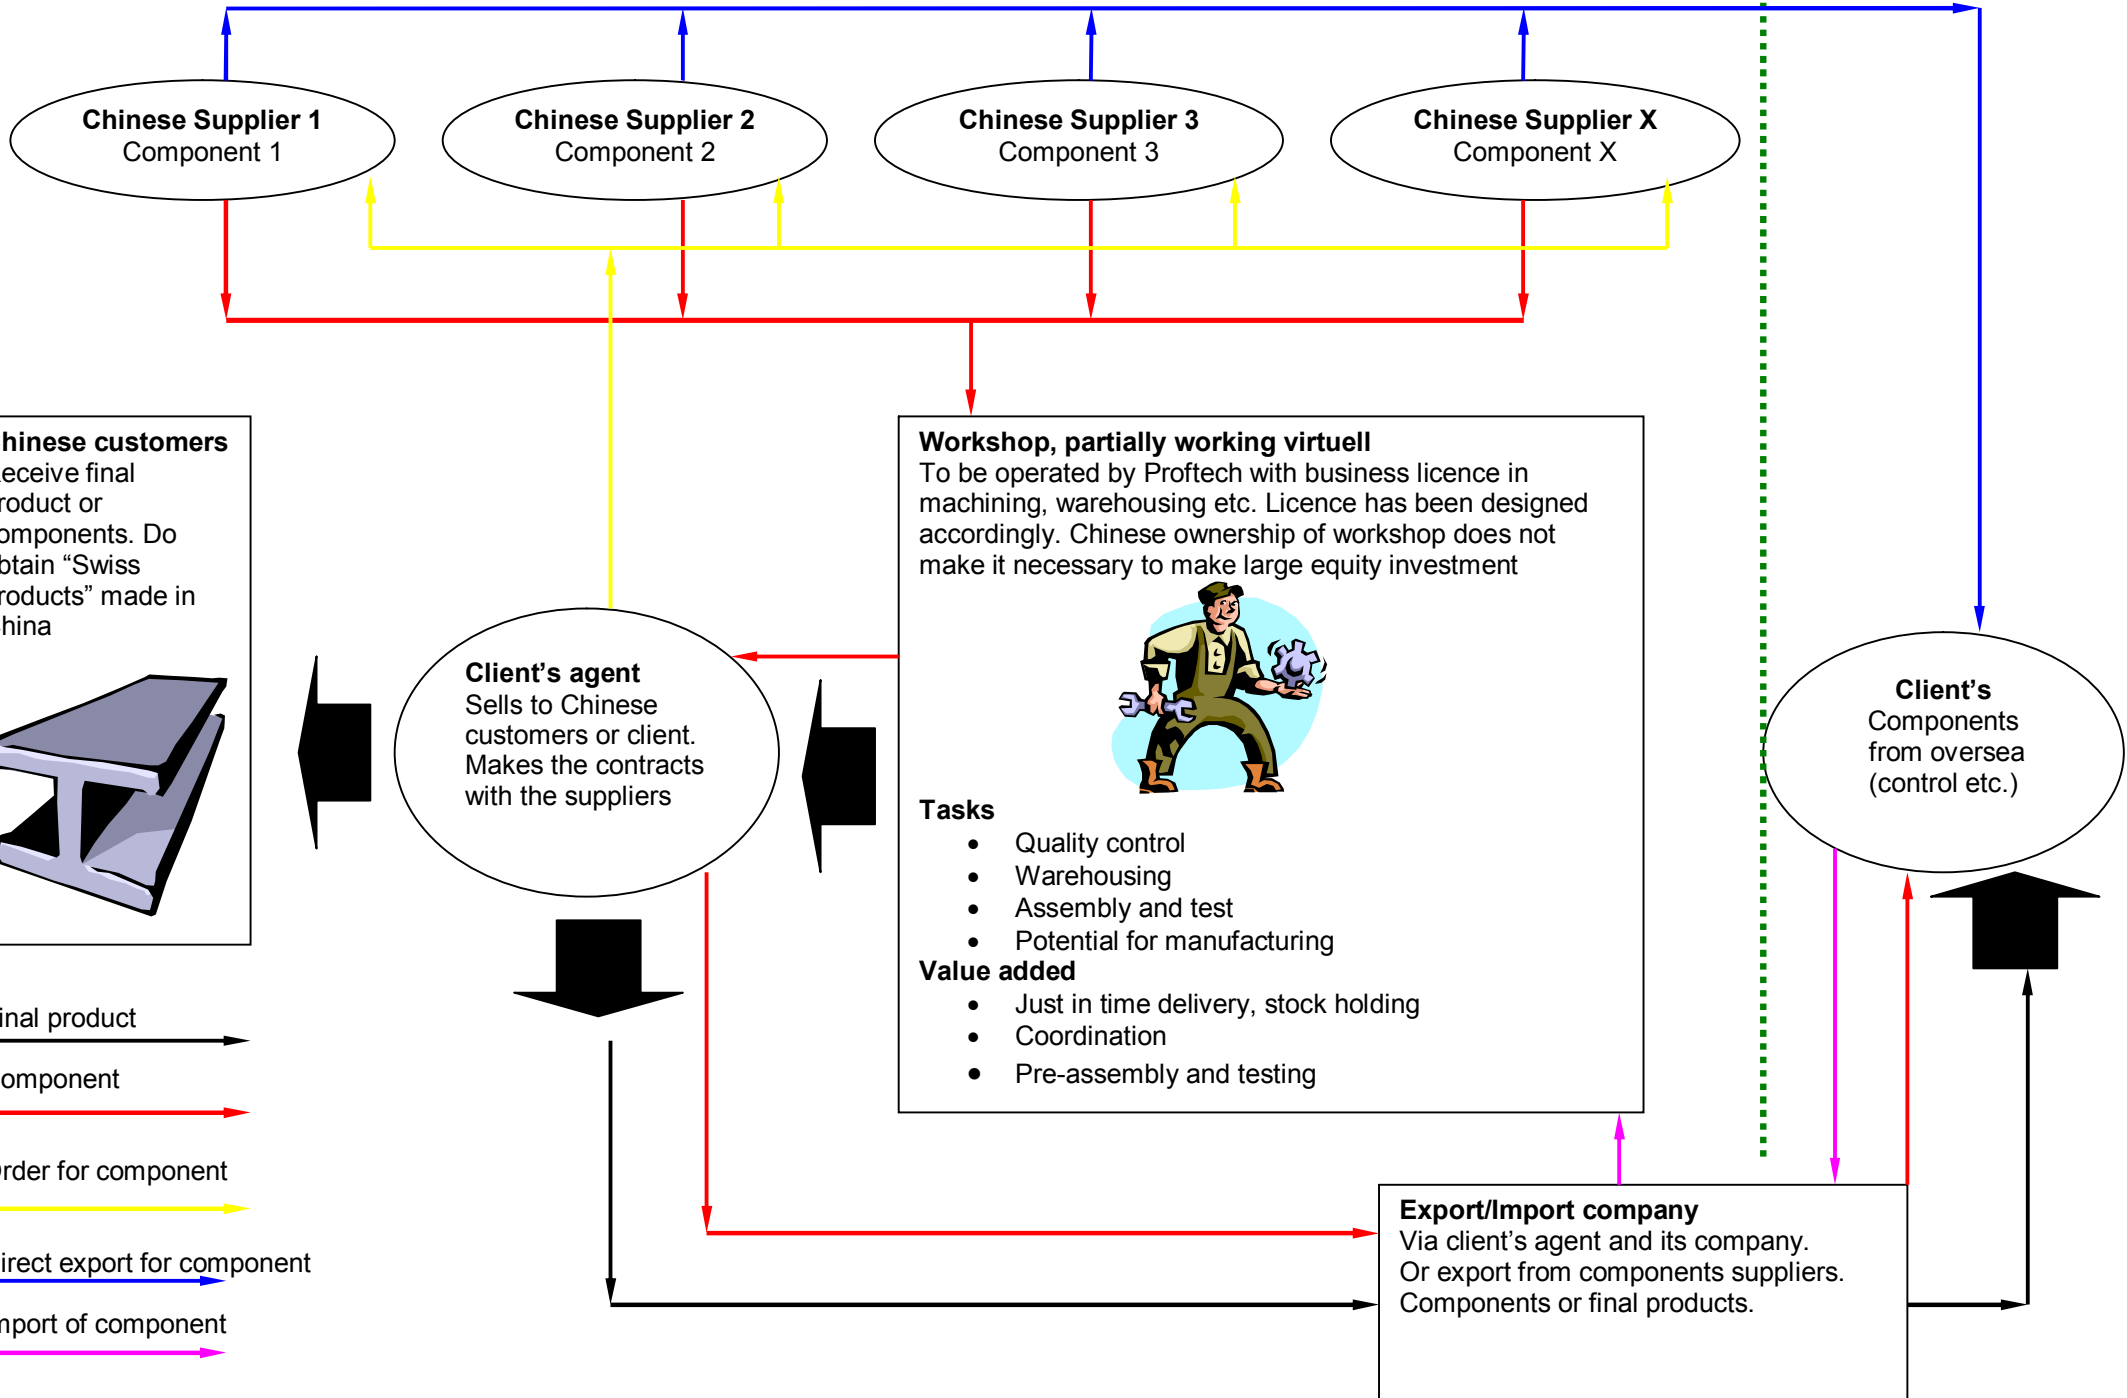 Chinese Supplier 1
Component 1
Chinese Supplier 2
Component 2
Chinese Supplier 3
Component 3
Chinese Supplier X
Component X
hinese customers
eceive final
roduct or
omponents. Do
btain “Swiss
roducts” made in
hina
Workshop, partially working virtuell
To be operated by Proftech with business licence in
machining, warehousing etc. Licence has been designed
accordingly. Chinese ownership of workshop does not
make it necessary to make large equity investment
Client’s agent
Sells to Chinese
customers or client.
Makes the contracts
with the suppliers
Client’s
Components
from oversea
(control etc.)
Tasks
• Quality control
• Warehousing
• Assembly and test
• Potential for manufacturing
Value added
• Just in time delivery, stock holding
• Coordination
• Pre-assembly and testing
inal product
omponent
rder for component
irect export for component
mport of component
Export/Import company
Via client’s agent and its company.
Or export from components suppliers.
Components or final products.